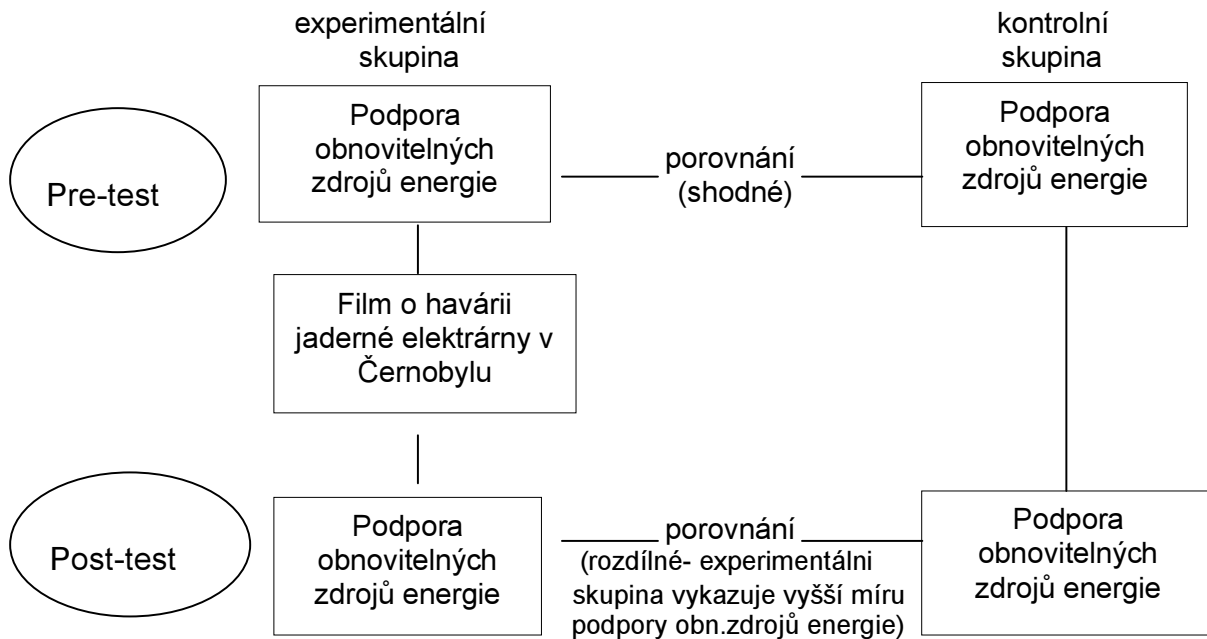 experimentální
skupina
kontrolní
skupina
Pre-test
Podpora
obnovitelných
zdrojů energie
porovnání
(shodné)
Podpora
obnovitelných
zdrojů energie
Film o havárii
jaderné elektrárny v
Černobylu
Post-test
Podpora
obnovitelných
zdrojů energie
porovnání
(rozdílné- experimentálni
skupina vykazuje vyšší míru
podpory obn.zdrojů energie)
Podpora
obnovitelných
zdrojů energie